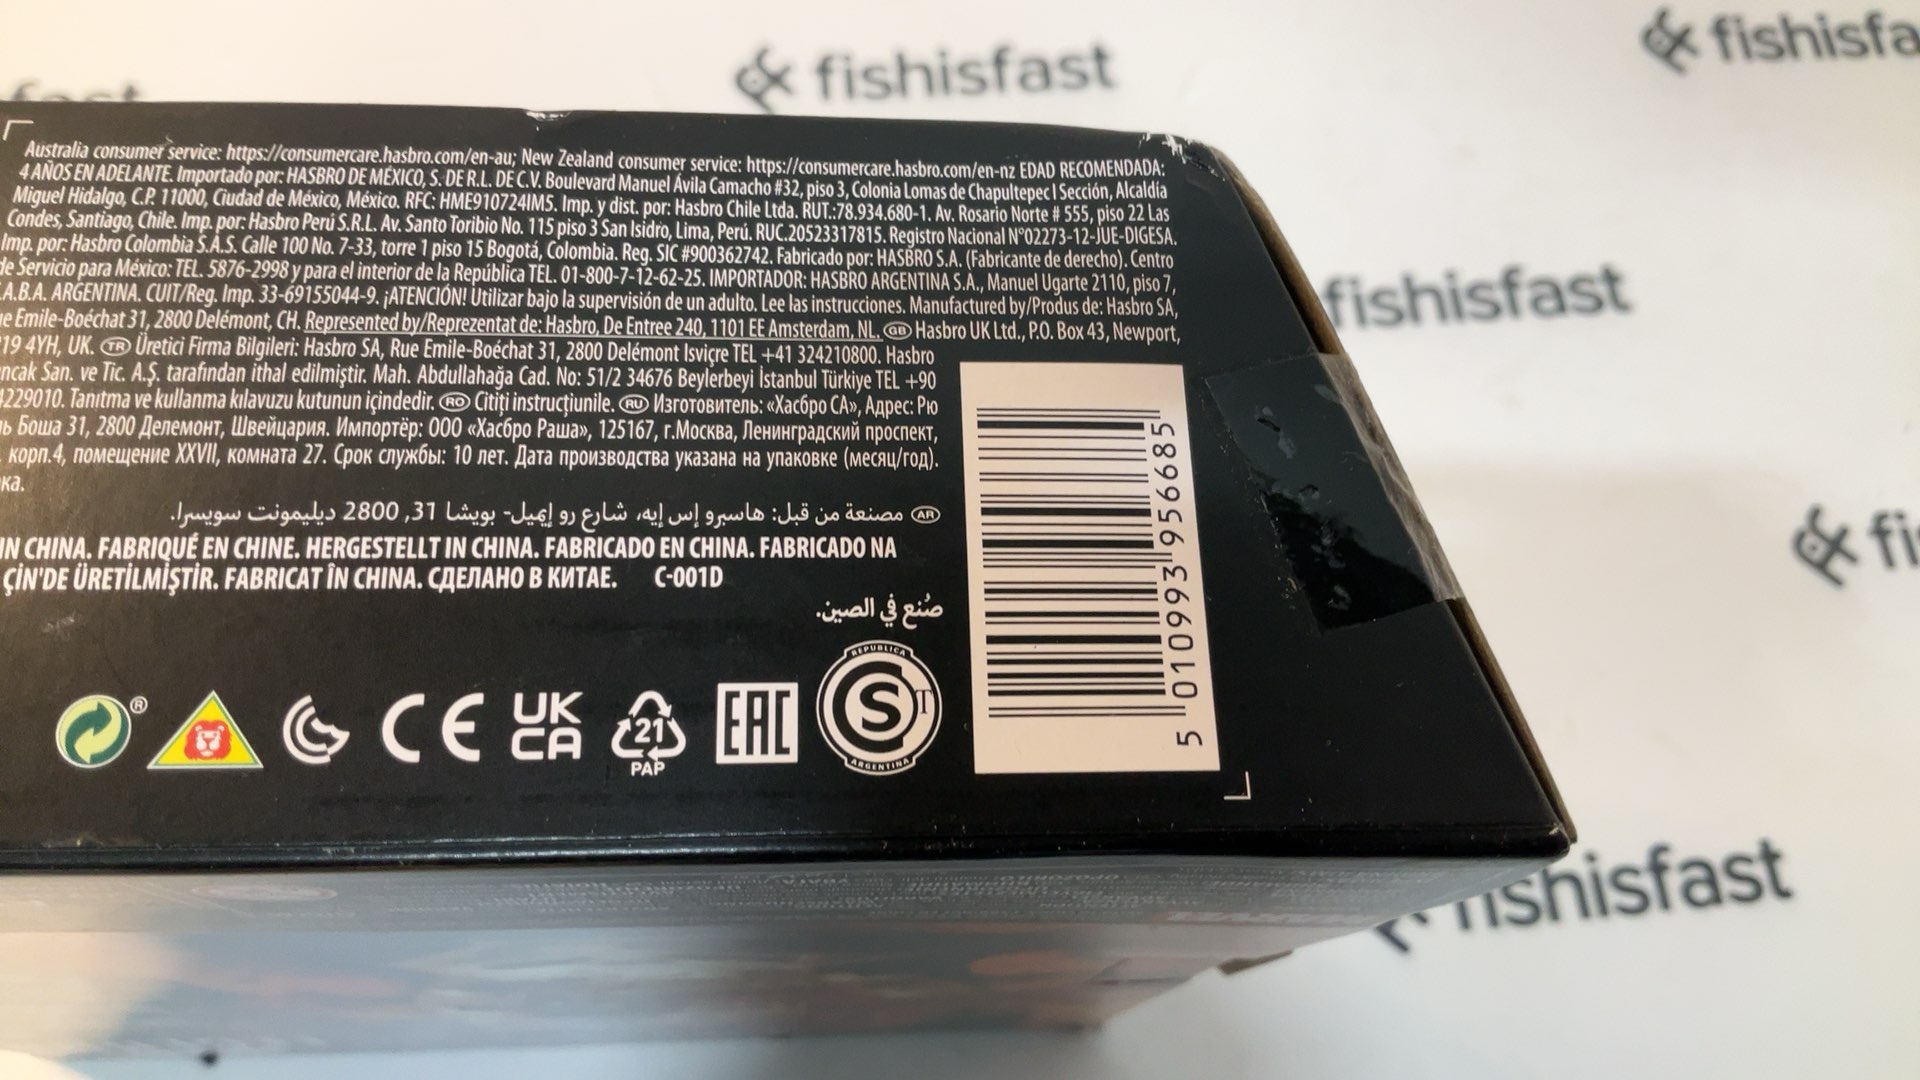 fishisfast
fishisfa
Australia consumer service: https://consumercare.hasbro.com/en-au; New Zealand consumer service: https://consumercare.hasbro.com/en-nz EDAD RECOMENDADA:
4 AÑOS EN ADELANTE. Importado por: HASBRO DE MÉXICO, S. DE R.L. DE C.V. Boulevard Manuel Ávila Camacho #32, piso 3, Colonia Lomas de Chapultepec I Sección, Alcaldía
Miguel Hidalgo, C.P. 11000, Ciudad de México, México. RFC: HME910724IM5. Imp. y dist. por: Hasbro Chile Ltda. RUT.:78.934.680-1. Av. Rosario Norte # 555, piso 22 Las
Condes, Santiago, Chile. Imp. por: Hasbro Perú S.R.L. Av. Santo Toribio No. 115 piso 3 San Isidro, Lima, Perú. RUC.20523317815. Registro Nacional N°02273-12-JUE-DIGESA.
Imp. por: Hasbro Colombia S.A.S. Calle 100 No. 7-33, torre 1 piso 15 Bogotá, Colombia. Reg. SIC #900362742. Fabricado por: HASBRO S.A. (Fabricante de derecho). Centro
de Servicio para México: TEL. 5876-2998 y para el interior de la República TEL. 01-800-7-12-62-25. IMPORTADOR: HASBRO ARGENTINA S.A., Manuel Ugarte 2110, piso 7,
.A.B.A. ARGENTINA. CUIT/Reg. Imp. 33-69155044-9. ¡ATENCIÓN! Utilizar bajo la supervisión de un adulto. Lee las instrucciones. Manufactured by/Produs de: Hasbro SA,
ue Emile-Boéchat 31, 2800 Delémont, CH. Represented by/Reprezentat de: Hasbro, De Entree 240, 1101 EE Amsterdam, NL. GB Hasbro UK Ltd., P.O. Box 43, Newport,
19 4YH, UK. TR Üretici Firma Bilgileri: Hasbro SA, Rue Emile-Boéchat 31, 2800 Delémont Isviçre TEL +41 324210800. Hasbro
ncak San. ve Tic. A.Ş. tarafından ithal edilmiştir. Mah. Abdullahağa Cad. No: 51/2 34676 Beylerbeyi İstanbul Türkiye TEL +90
4229010. Tanıtma ve kullanma kılavuzu kutunun içindedir. RO Citiți instrucțiunile. RU Изготовитель: «Хасбро СА», Адрес: Рю
ь Боша 31, 2800 Делемонт, Швейцария. Импортёр: ООО «Хасбро Раша», 125167, г.Москва, Ленинградский проспект,
корп.4, помещение XXVII, комната 27. Срок службы: 10 лет. Дата производства указана на упаковке (месяц/год).
ка.
AR مصنعة من قبل: هاسبرو إس إيه، شارع رو إيميل- بويشا 31, 2800 ديليمونت سويسرا.
IN CHINA. FABRIQUÉ EN CHINE. HERGESTELLT IN CHINA. FABRICADO EN CHINA. FABRICADO NA
ÇİN'DE ÜRETİLMİŞTİR. FABRICAT ÎN CHINA. СДЕЛАНО В КИТАЕ. C-001D
صُنع في الصين.
® CE UK CA 21 PAP EAC REPUBLICA S T ARGENTINA
5 010993 956685
fishisfast
fi
fishisfast